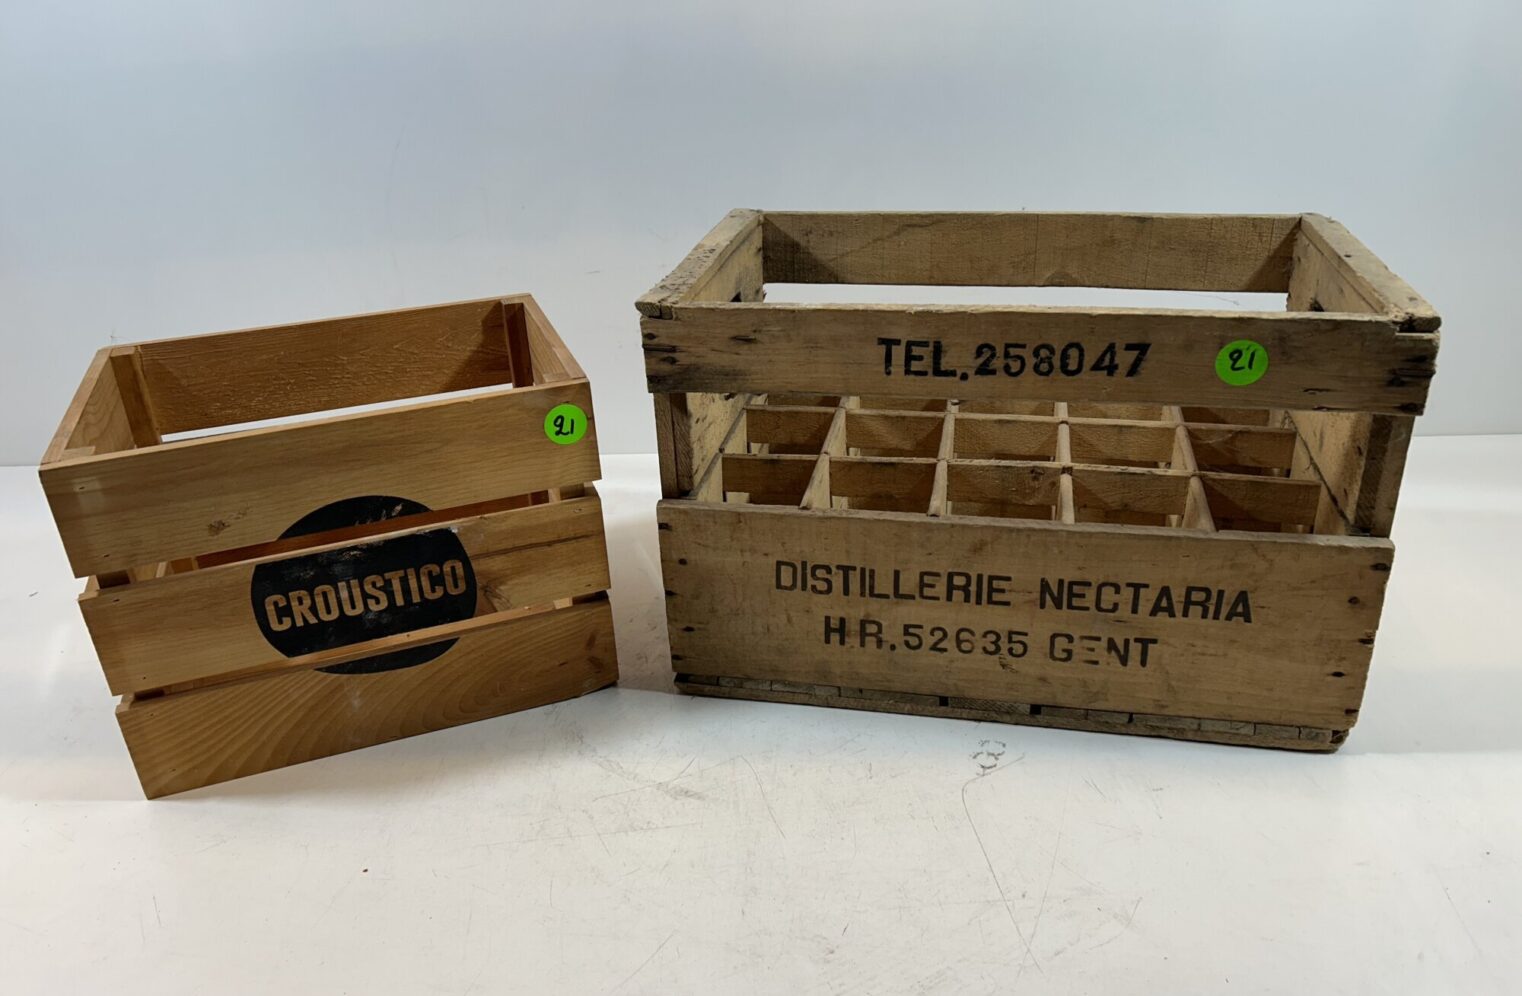 CROUSTICO
21
TEL.258047
21
DISTILLERIE NECTARIA
H.R.52635 GENT